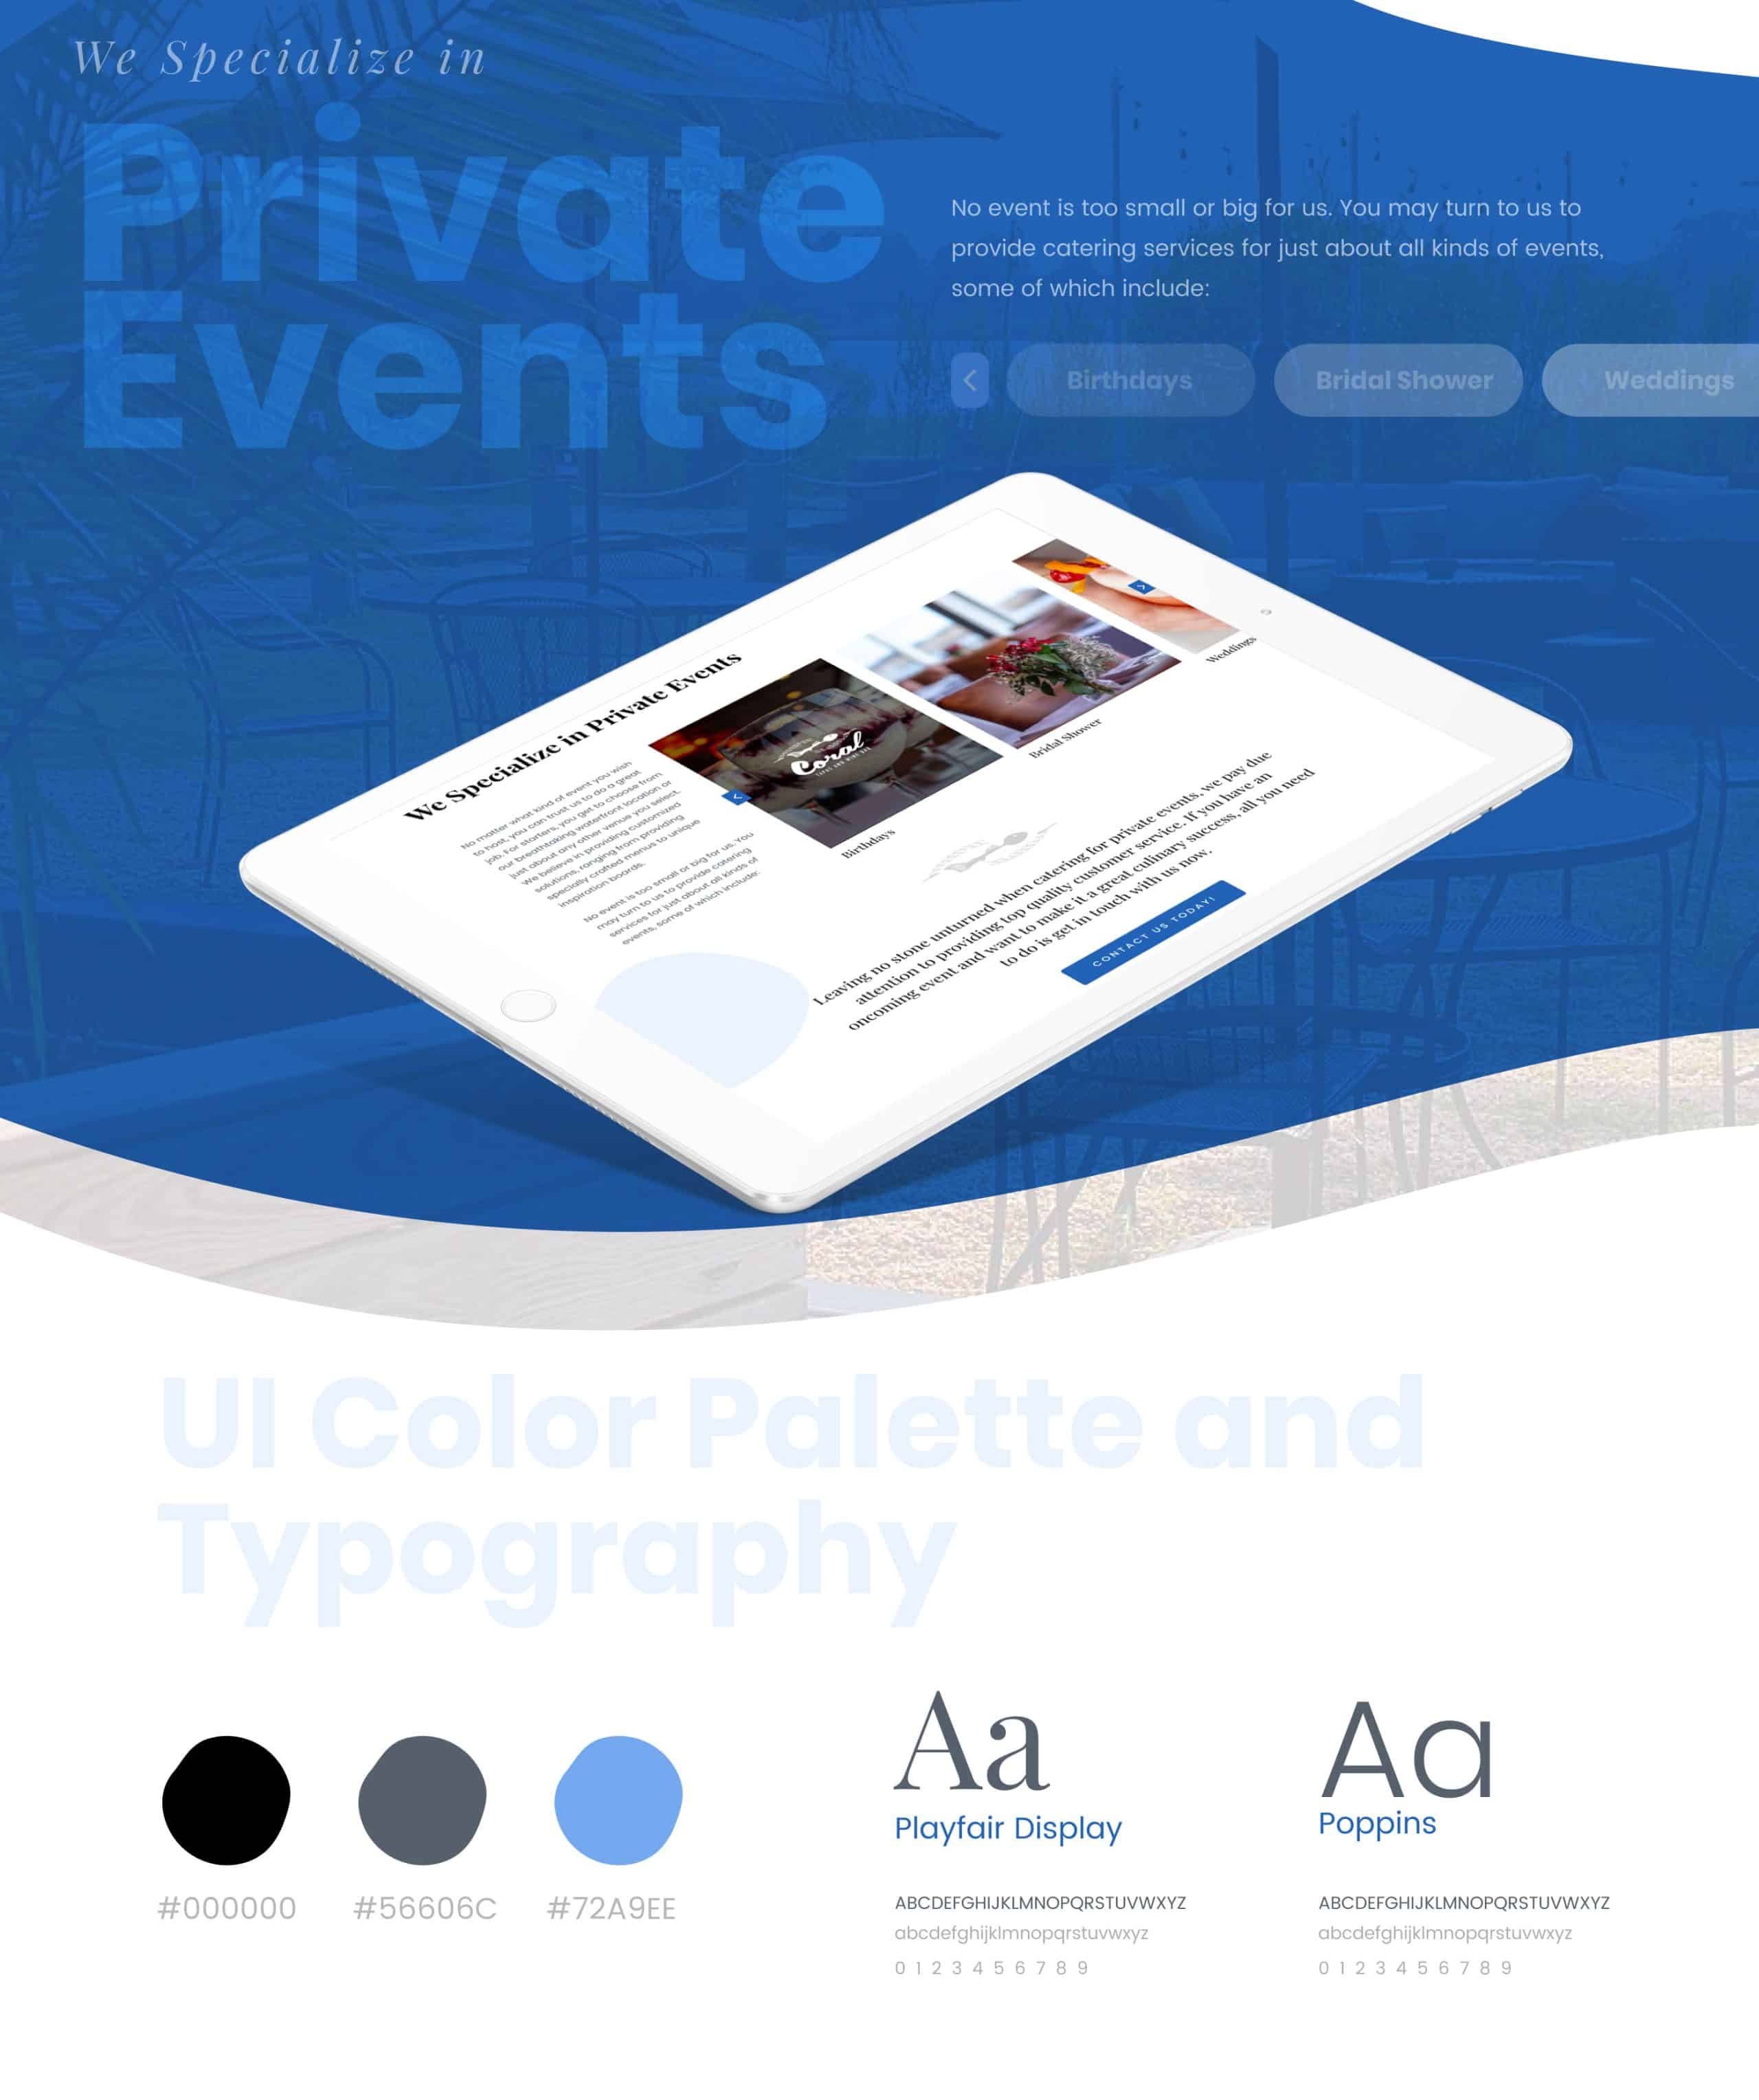 We Specialize in
Private
Events
No event is too small or big for us. You may turn to us to
provide catering services for just about all kinds of events,
some of which include:
Birthdays
Bridal Shower
Weddings
We Specialize in Private Events
No matter what kind of event you wish
to host, you can trust us to do a great
job. For starters, you get to choose from
our breathtaking waterfront location or
just about any other venue you select.
We believe in providing customized
solutions, ranging from providing
specially crafted menus to unique
inspiration boards.
No event is too small or big for us. You
may turn to us to provide catering
services for just about all kinds of
events, some of which include:
Coral
TAPAS AND WINE BAR
Birthdays
Bridal Shower
Weddings
Leaving no stone unturned when catering for private events, we pay due
attention to providing top quality customer service. If you have an
oncoming event and want to make it a great culinary success, all you need
to do is get in touch with us now.
CONTACT US TODAY!
UI Color Palette and
Typography
#000000
#56606C
#72A9EE
Aa
Playfair Display
ABCDEFGHIJKLMNOPQRSTUVWXYZ
abcdefghijklmnopqrstuvwxyz
0 1 2 3 4 5 6 7 8 9
Aa
Poppins
ABCDEFGHIJKLMNOPQRSTUVWXYZ
abcdefghijklmnopqrstuvwxyz
0 1 2 3 4 5 6 7 8 9